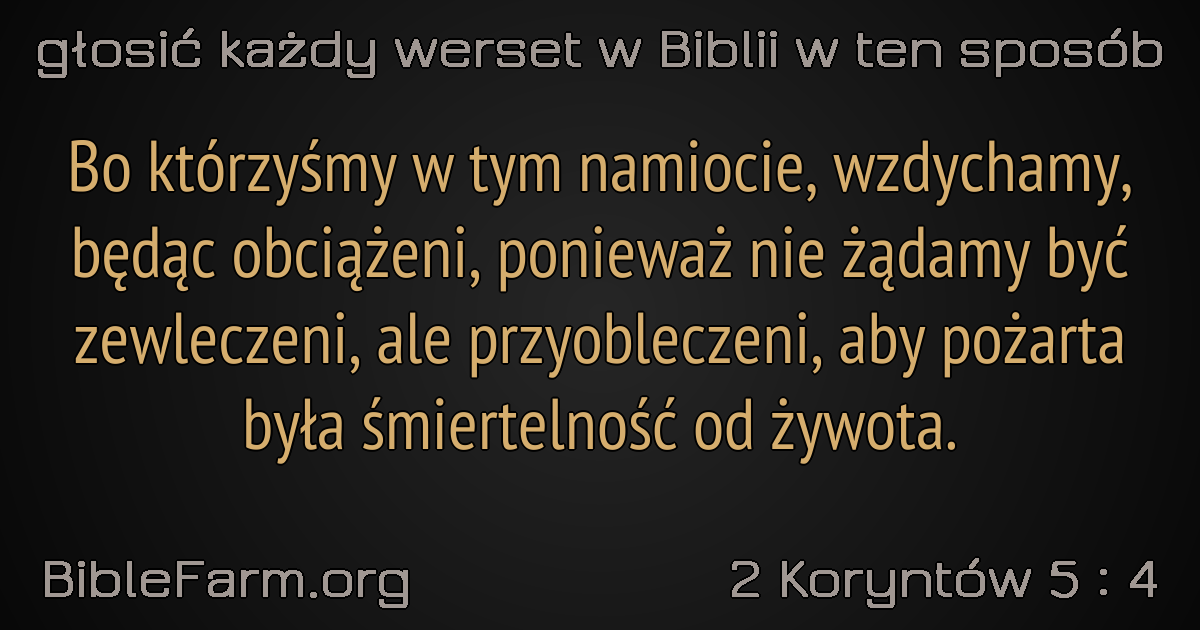 głosić każdy werset w Biblii w ten sposób
Bo którzyśmy w tym namiocie, wzdychamy,
będąc obciążeni, ponieważ nie żądamy być
zewleczeni, ale przyobleczeni, aby pożarta
była śmiertelność od żywota.
BibleFarm.org
2 Koryntów 5 : 4